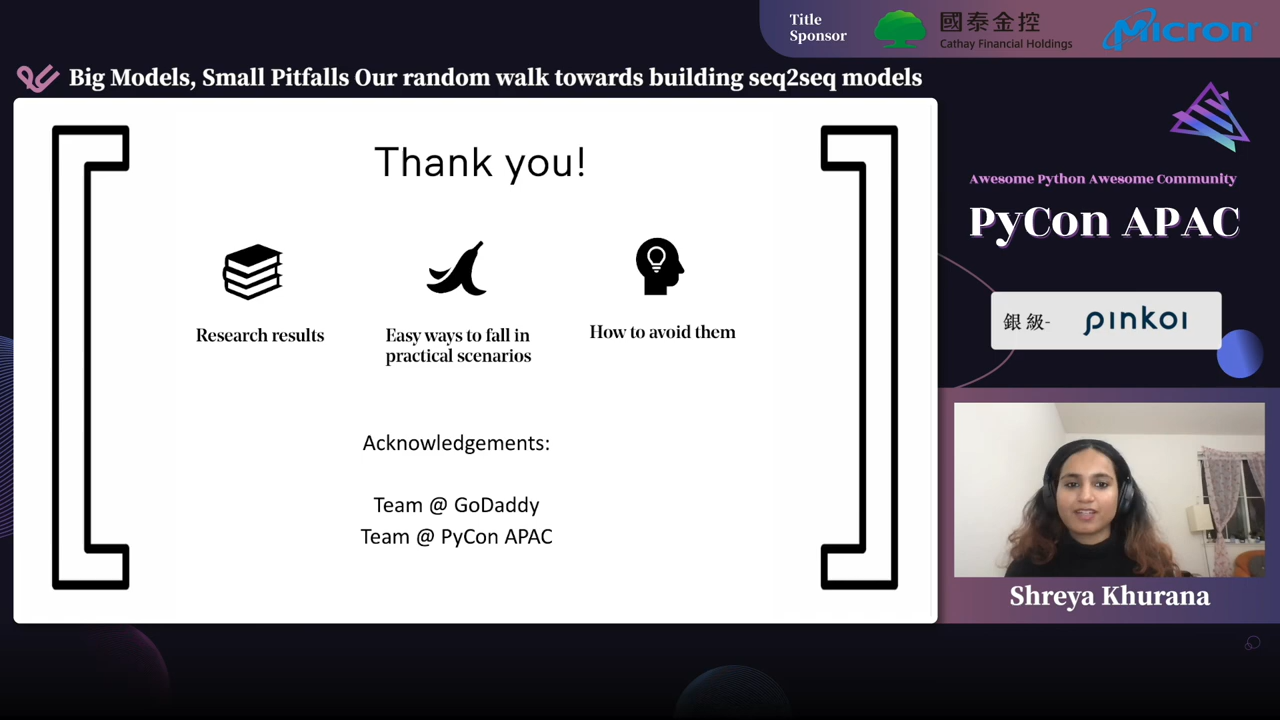 Title
Sponsor
國泰金控
Cathay Financial Holdings
Micron
Big Models, Small Pitfalls Our random walk towards building seq2seq models
Thank you!
Research results
Easy ways to fall in
practical scenarios
How to avoid them
Acknowledgements:
Team @ GoDaddy
Team @ PyCon APAC
Awesome Python Awesome Community
PyCon APAC
銀級-
pinkoi
Shreya Khurana